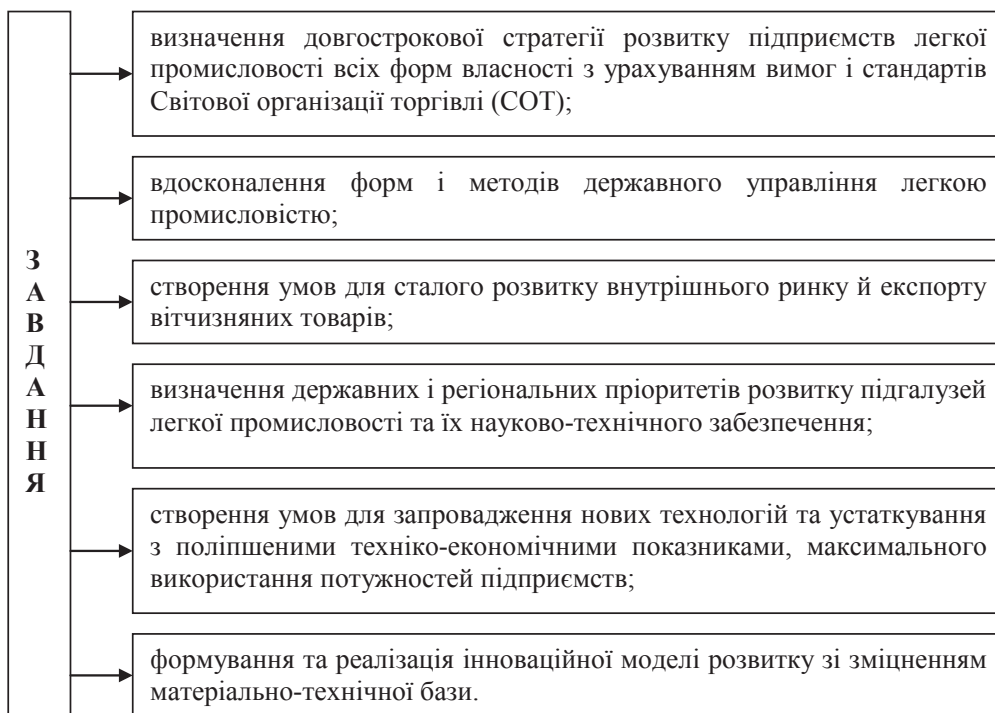 ЗАВДАННЯ
визначення довгострокової стратегії розвитку підприємств легкої
промисловості всіх форм власності з урахуванням вимог і стандартів
Світової організації торгівлі (СОТ);
вдосконалення форм і методів державного управління легкою
промисловістю;
створення умов для сталого розвитку внутрішнього ринку й експорту
вітчизняних товарів;
визначення державних і регіональних пріоритетів розвитку підгалузей
легкої промисловості та їх науково-технічного забезпечення;
створення умов для запровадження нових технологій та устаткування
з поліпшеними техніко-економічними показниками, максимального
використання потужностей підприємств;
формування та реалізація інноваційної моделі розвитку зі зміцненням
матеріально-технічної бази.